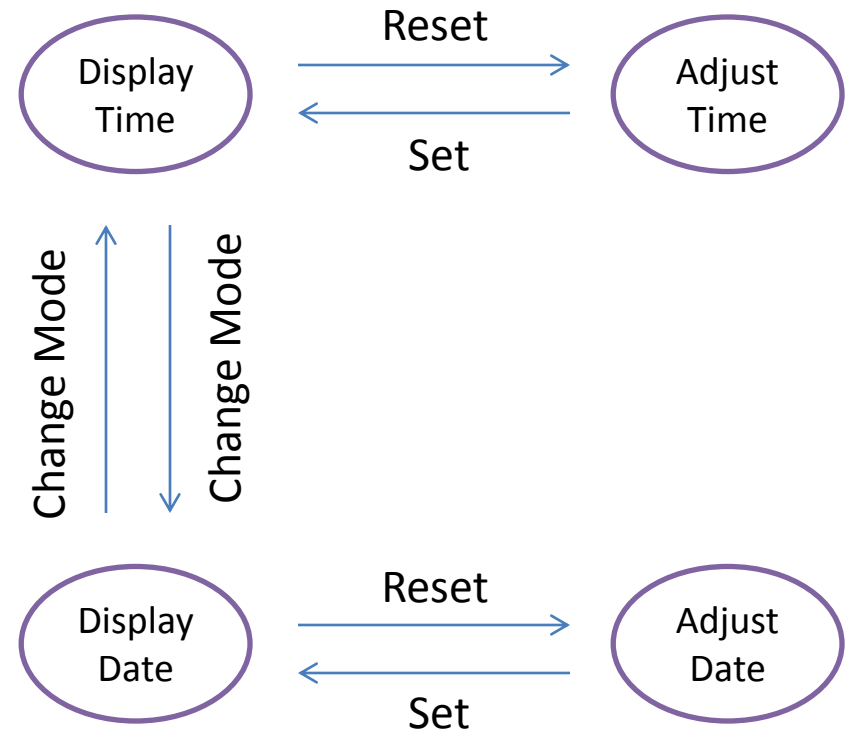 Reset
Display
Time
Adjust
Time
Set
Change Mode
Change Mode
Reset
Display
Date
Adjust
Date
Set